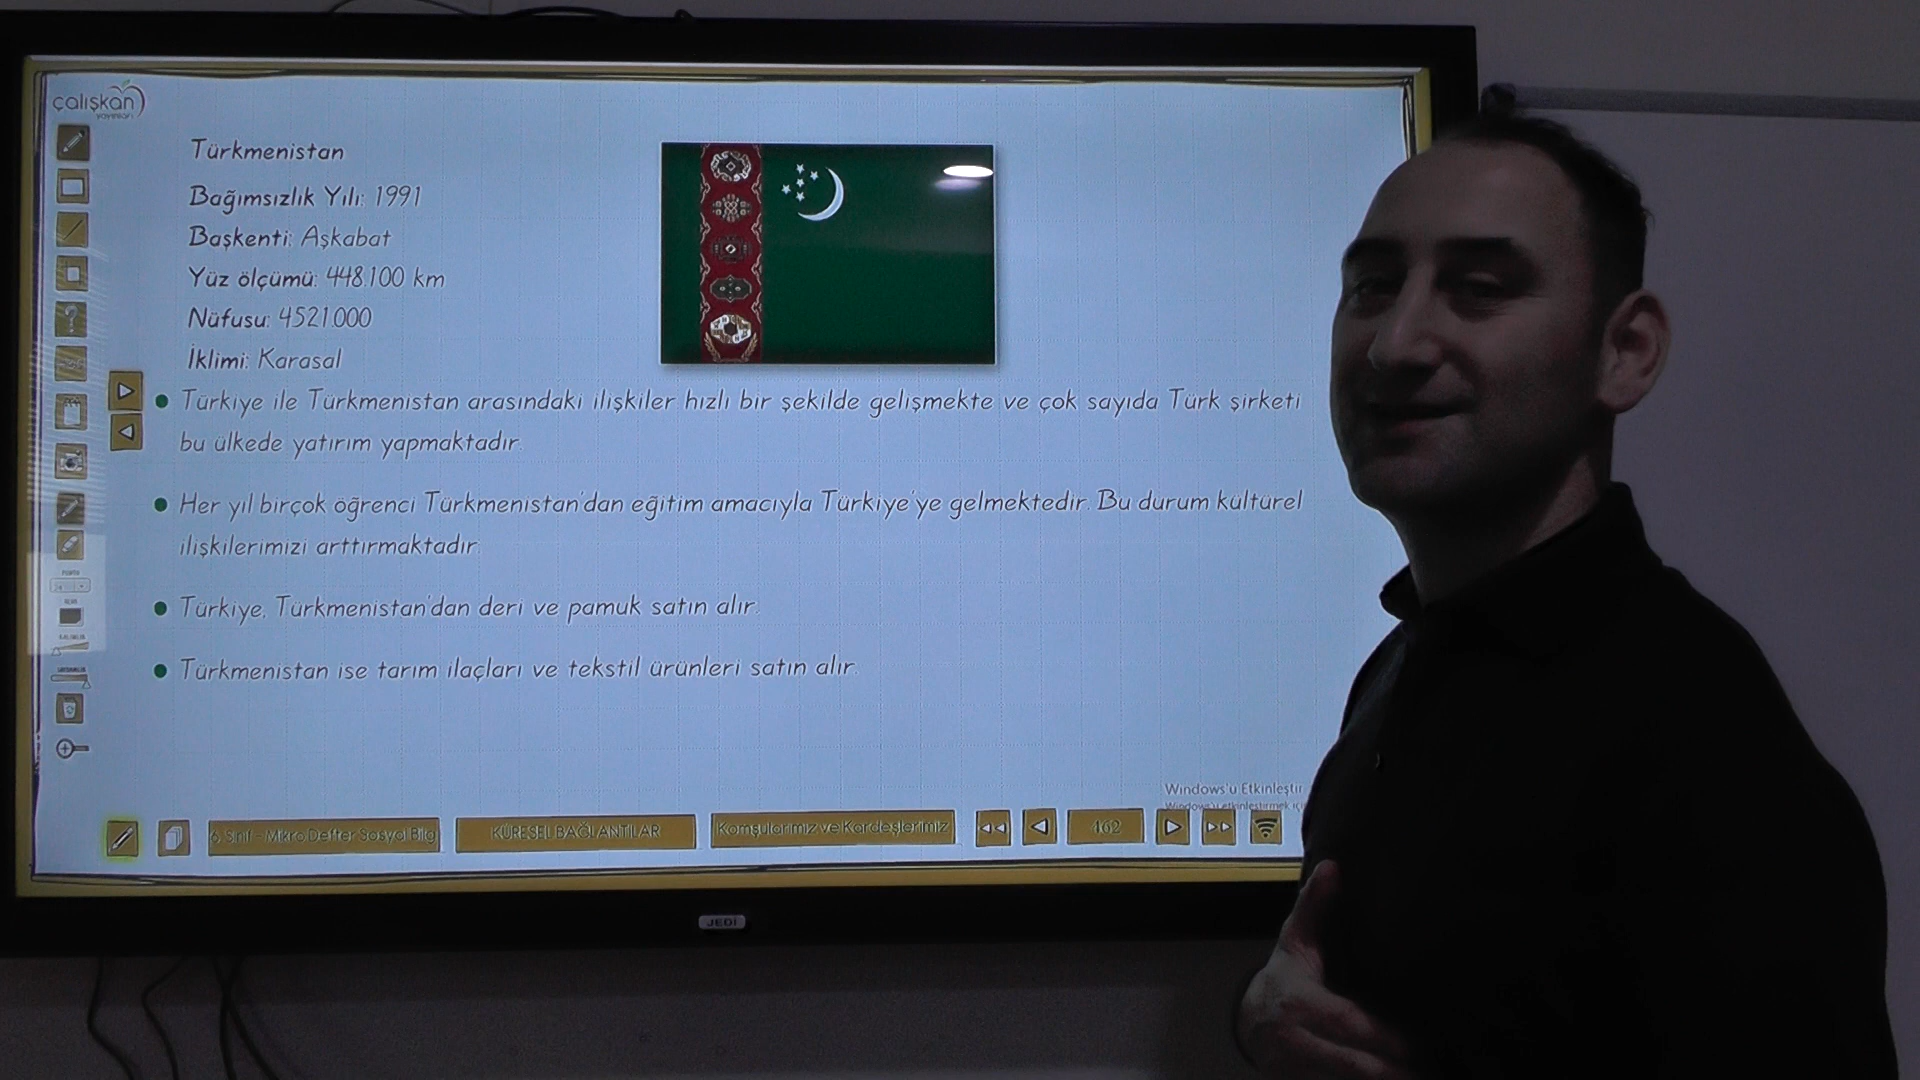 çalışkan
yayınları
Türkmenistan
Bağımsızlık Yılı: 1991
Başkenti: Aşkabat
Yüz ölçümü: 448.100 km
Nüfusu: 4521.000
İklimi: Karasal
Türkiye ile Türkmenistan arasındaki ilişkiler hızlı bir şekilde gelişmekte ve çok sayıda Türk şirketi
bu ülkede yatırım yapmaktadır.
Her yıl birçok öğrenci Türkmenistan'dan eğitim amacıyla Türkiye'ye gelmektedir. Bu durum kültürel
ilişkilerimizi arttırmaktadır.
Türkiye, Türkmenistan'dan deri ve pamuk satın alır.
Türkmenistan ise tarım ilaçları ve tekstil ürünleri satın alır.
Windows'u Etkinleştir
Windows'u etkinleştirmek için
6. Sınıf - Mikro Defter Sosyal Bilg
KÜRESEL BAĞLANTILAR
Komşularımız ve Kardeşlerimiz
462
JEDİ